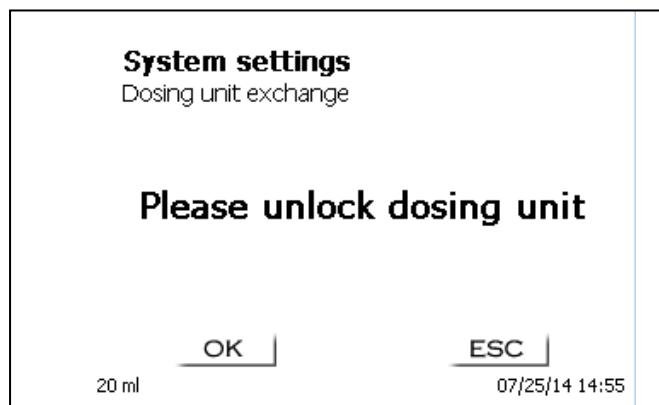 System settings
Dosing unit exchange
Please unlock dosing unit
OK ESC
20 ml 07/25/14 14:55